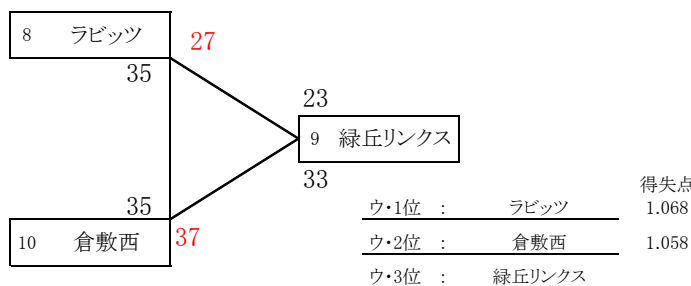 8 ラビッツ
27
35
23
9 緑丘リンクス
33
35
10 倉敷西
37
得失点
ウ・1位 : ラビッツ 1.068
ウ・2位 : 倉敷西 1.058
ウ・3位 : 緑丘リンクス